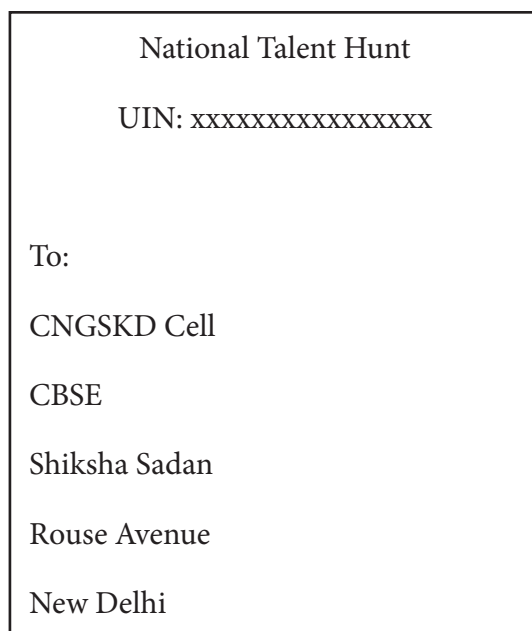 National Talent Hunt
UIN: xxxxxxxxxxxxxxxx
To:
CNGSKD Cell
CBSE
Shiksha Sadan
Rouse Avenue
New Delhi